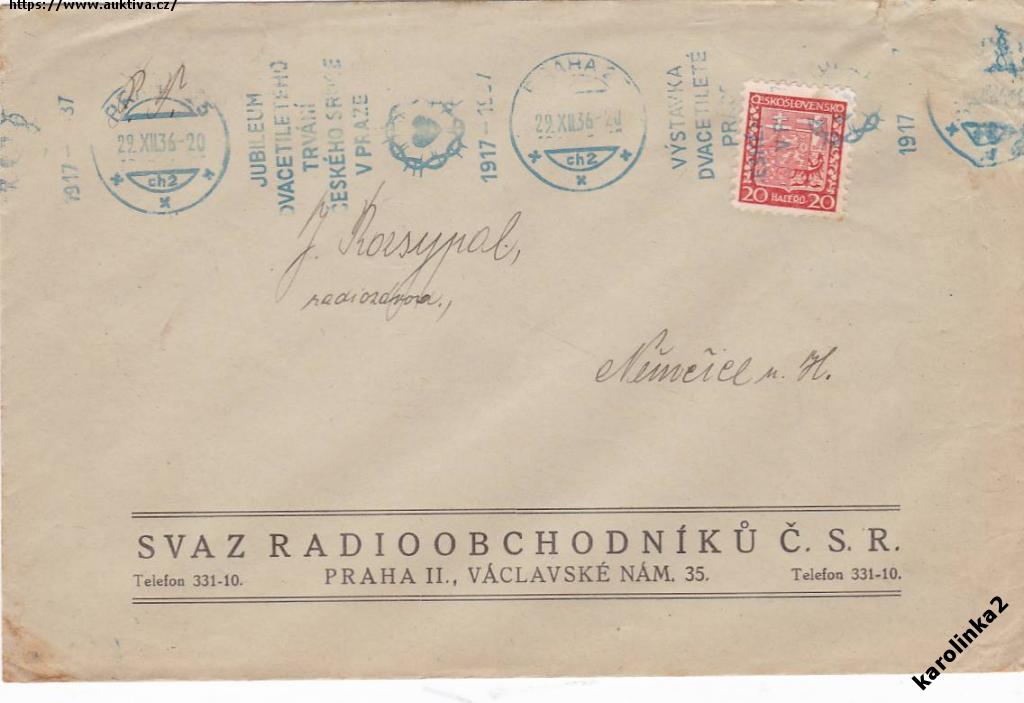 https://www.auktiva.cz/
1917 - 37
29.XII.36-20
ch2
JUBILEUM
DVACETILETÉHO
TRVÁNÍ
ČESKÉHO SRDCE
V PRAZE
1917 - 1937
PRAHA
29.XII.36-20
ch2
VÝSTAVKA
DVACETILETÉ
1917
ČESKOSLOVENSKO
20 HALÉŘŮ 20
J. Rozsypal,
Němčice n. H.
SVAZ RADIOOBCHODNÍKŮ Č. S. R.
Telefon 331-10. PRAHA II., VÁCLAVSKÉ NÁM. 35. Telefon 331-10.
karolinka2